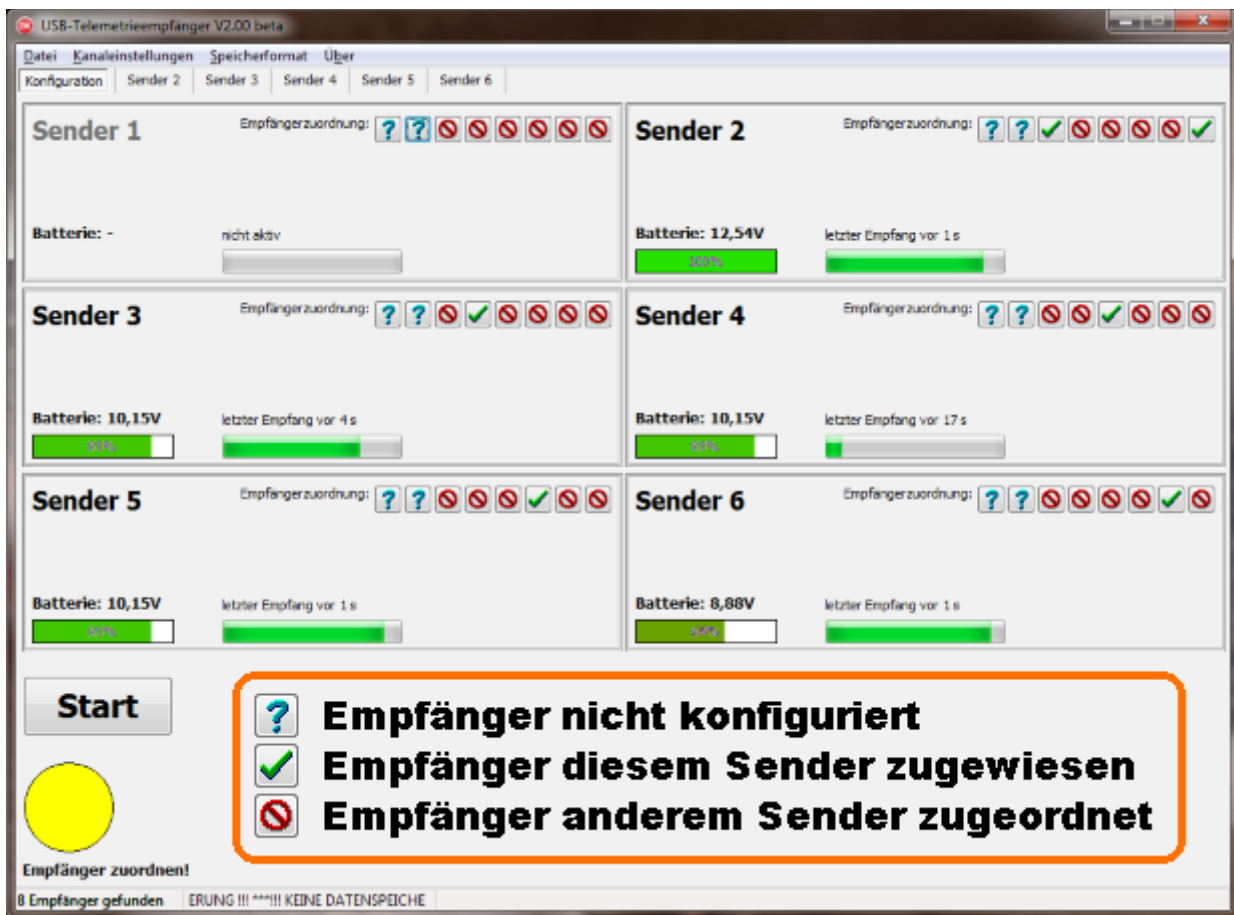 USB-Telemetrieempfänger V2.00 beta
Datei Kanaleinstellungen Speicherformat Über
Konfiguration Sender 2 Sender 3 Sender 4 Sender 5 Sender 6
Sender 1 Empfängerzuordnung:
Batterie: - nicht aktiv
Sender 2 Empfängerzuordnung:
Batterie: 12,54V letzter Empfang vor 1 s
100%
Sender 3 Empfängerzuordnung:
Batterie: 10,15V letzter Empfang vor 4 s
Sender 4 Empfängerzuordnung:
Batterie: 10,15V letzter Empfang vor 17 s
Sender 5 Empfängerzuordnung:
Batterie: 10,15V letzter Empfang vor 1 s
Sender 6 Empfängerzuordnung:
Batterie: 8,88V letzter Empfang vor 1 s
64%
Start
Empfänger nicht konfiguriert
Empfänger diesem Sender zugewiesen
Empfänger anderem Sender zugeordnet
Empfänger zuordnen!
8 Empfänger gefunden ERUNG !!! ***!!! KEINE DATENSPEICHE